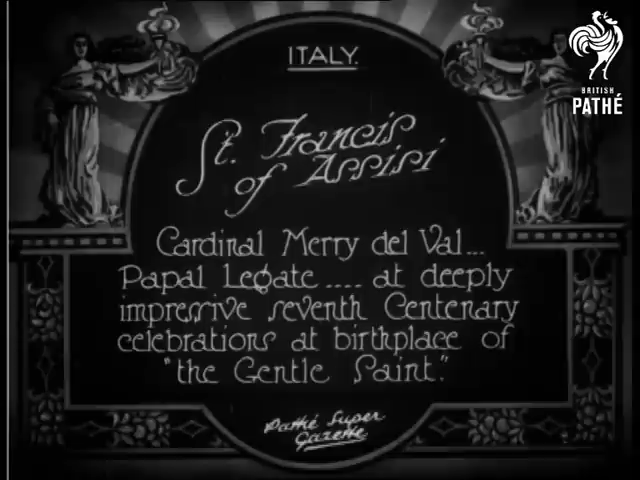 ITALY.
St. Francis
of Assisi
Cardinal Merry del Val...
Papal Legate .... at deeply
impressive seventh Centenary
celebrations at birthplace of
"the Gentle Saint."
Pathé Super
Gazette
BRITISH
PATHÉ